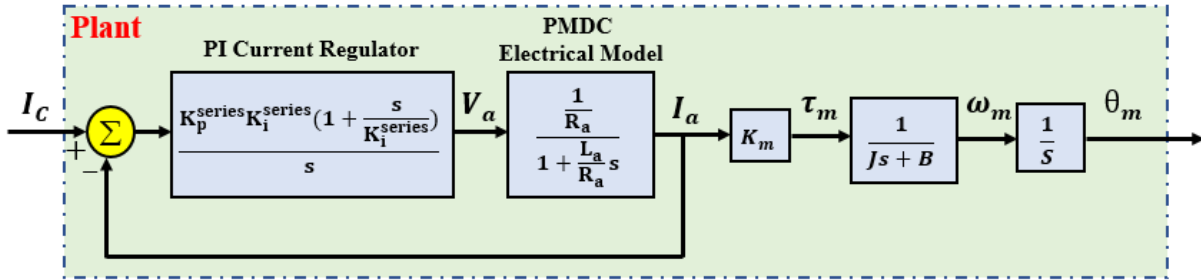 Plant
PI Current Regulator
PMDC
Electrical Model
I_C
+
−
Σ
K_p^series K_i^series (1 + s/K_i^series)
s
V_a
1/R_a
1 + L_a/R_a s
I_a
K_m
τ_m
1
Js + B
ω_m
1
S
θ_m